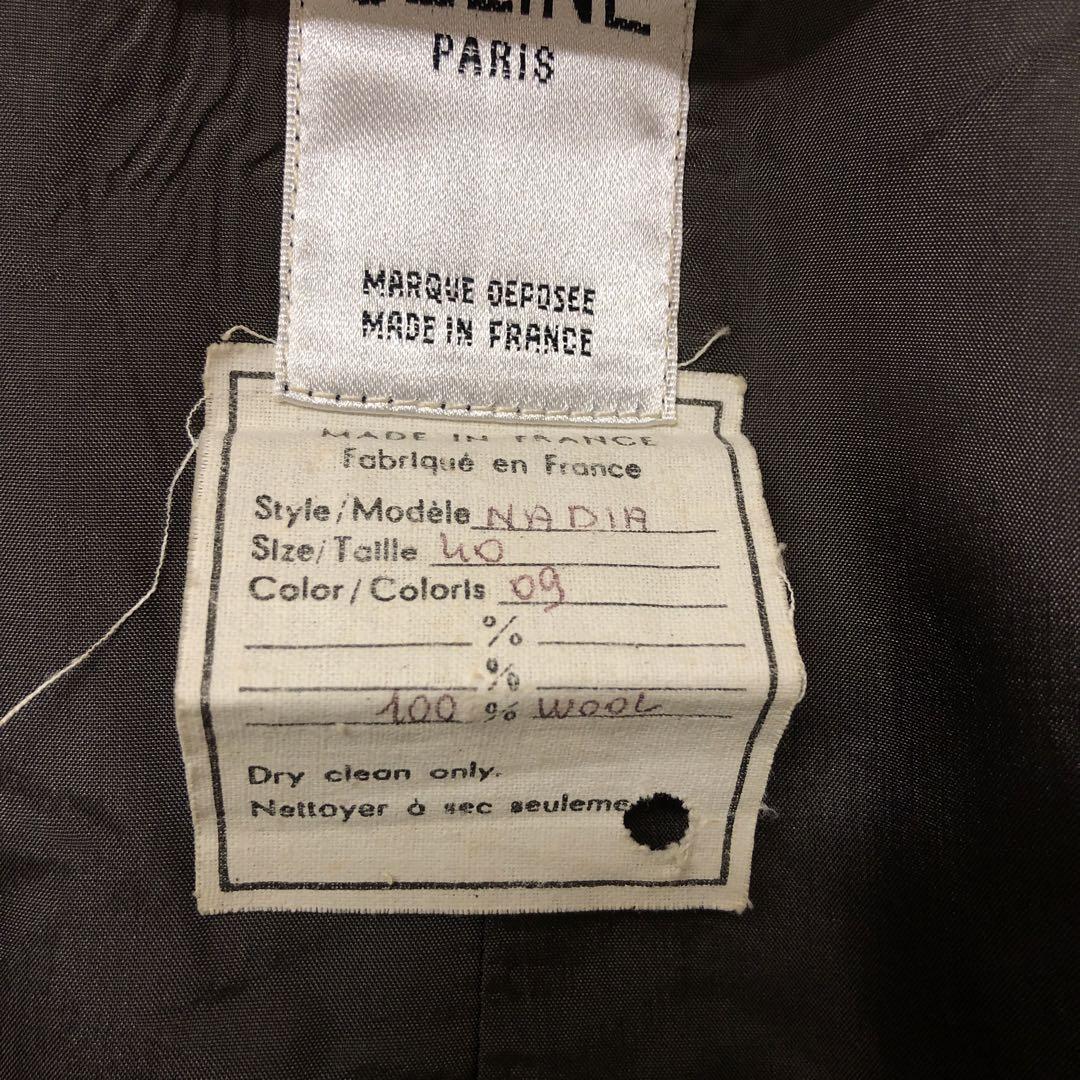 PARIS
MARQUE DEPOSEE
MADE IN FRANCE
MADE IN FRANCE
Fabriqué en France
Style/Modèle NADIA
Size/Taille 40
Color/Coloris 09
%
%
100 % WOOL
Dry clean only.
Nettoyer à sec seuleme